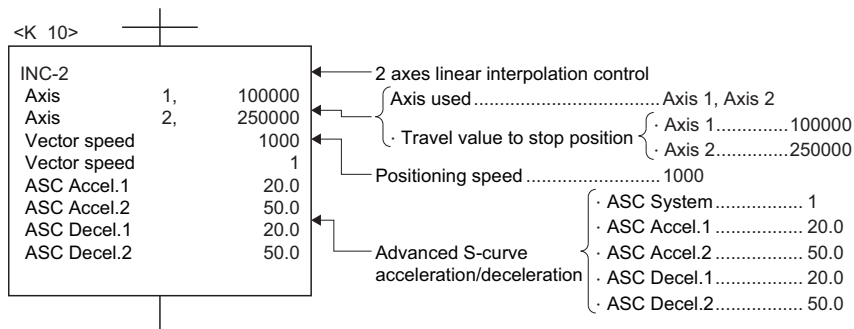 <K 10>
INC-2
Axis 1, 100000
Axis 2, 250000
Vector speed 1000
Vector speed 1
ASC Accel.1 20.0
ASC Accel.2 50.0
ASC Decel.1 20.0
ASC Decel.2 50.0
2 axes linear interpolation control
Axis used..................................Axis 1, Axis 2
· Travel value to stop position
· Axis 1..............100000
· Axis 2..............250000
Positioning speed.........................1000
Advanced S-curve
acceleration/deceleration
· ASC System................ 1
· ASC Accel.1................. 20.0
· ASC Accel.2................. 50.0
· ASC Decel.1................. 20.0
· ASC Decel.2................. 50.0